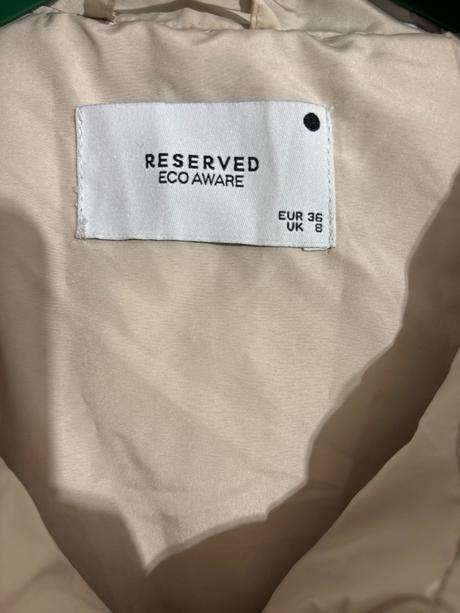 RESERVED
ECO AWARE
EUR 36
UK 8